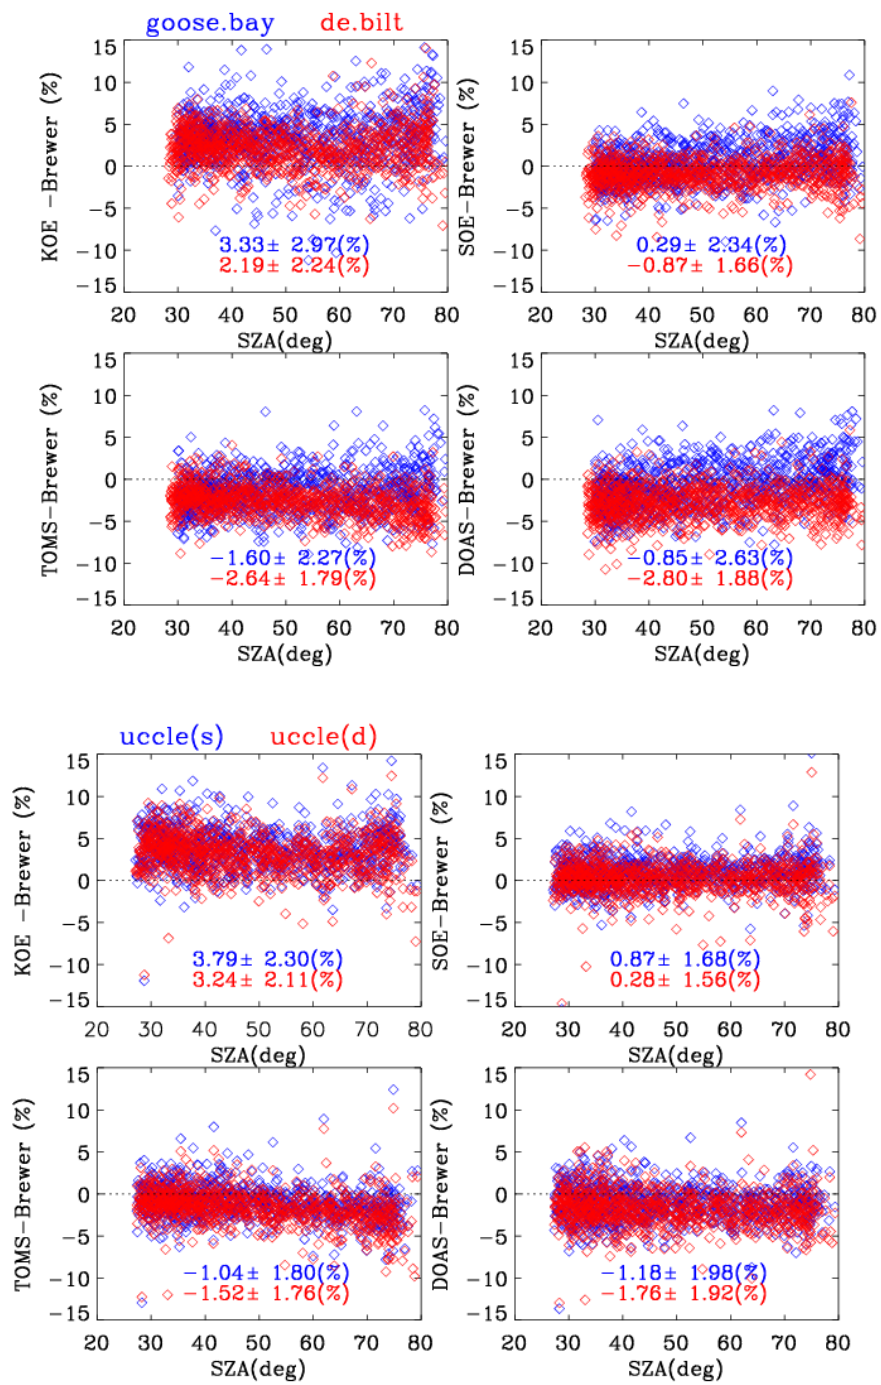 goose.bay de.bilt
KOE -Brewer (%)
15
10
5
0
-5
-10
-15
3.33± 2.97(%)
2.19± 2.24(%)
20 30 40 50 60 70 80
SZA(deg)
SOE-Brewer (%)
15
10
5
0
-5
-10
-15
0.29± 2.34(%)
-0.87± 1.66(%)
20 30 40 50 60 70 80
SZA(deg)
TOMS-Brewer (%)
15
10
5
0
-5
-10
-15
-1.60± 2.27(%)
-2.64± 1.79(%)
20 30 40 50 60 70 80
SZA(deg)
DOAS-Brewer (%)
15
10
5
0
-5
-10
-15
-0.85± 2.63(%)
-2.80± 1.88(%)
20 30 40 50 60 70 80
SZA(deg)
uccle(s) uccle(d)
KOE -Brewer (%)
15
10
5
0
-5
-10
-15
3.79± 2.30(%)
3.24± 2.11(%)
20 30 40 50 60 70 80
SZA(deg)
SOE-Brewer (%)
15
10
5
0
-5
-10
-15
0.87± 1.68(%)
0.28± 1.56(%)
20 30 40 50 60 70 80
SZA(deg)
TOMS-Brewer (%)
15
10
5
0
-5
-10
-15
-1.04± 1.80(%)
-1.52± 1.76(%)
20 30 40 50 60 70 80
SZA(deg)
DOAS-Brewer (%)
15
10
5
0
-5
-10
-15
-1.18± 1.98(%)
-1.76± 1.92(%)
20 30 40 50 60 70 80
SZA(deg)